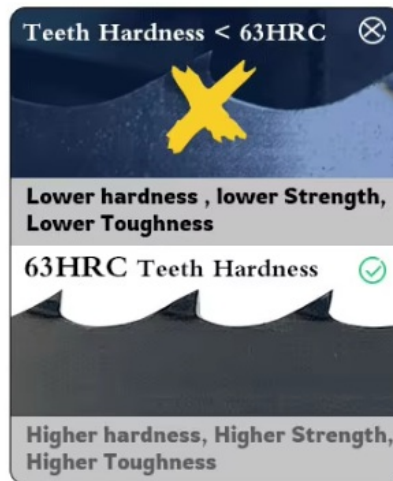 Teeth Hardness < 63HRC
Lower hardness , lower Strength,
Lower Toughness
63HRC Teeth Hardness
Higher hardness, Higher Strength,
Higher Toughness